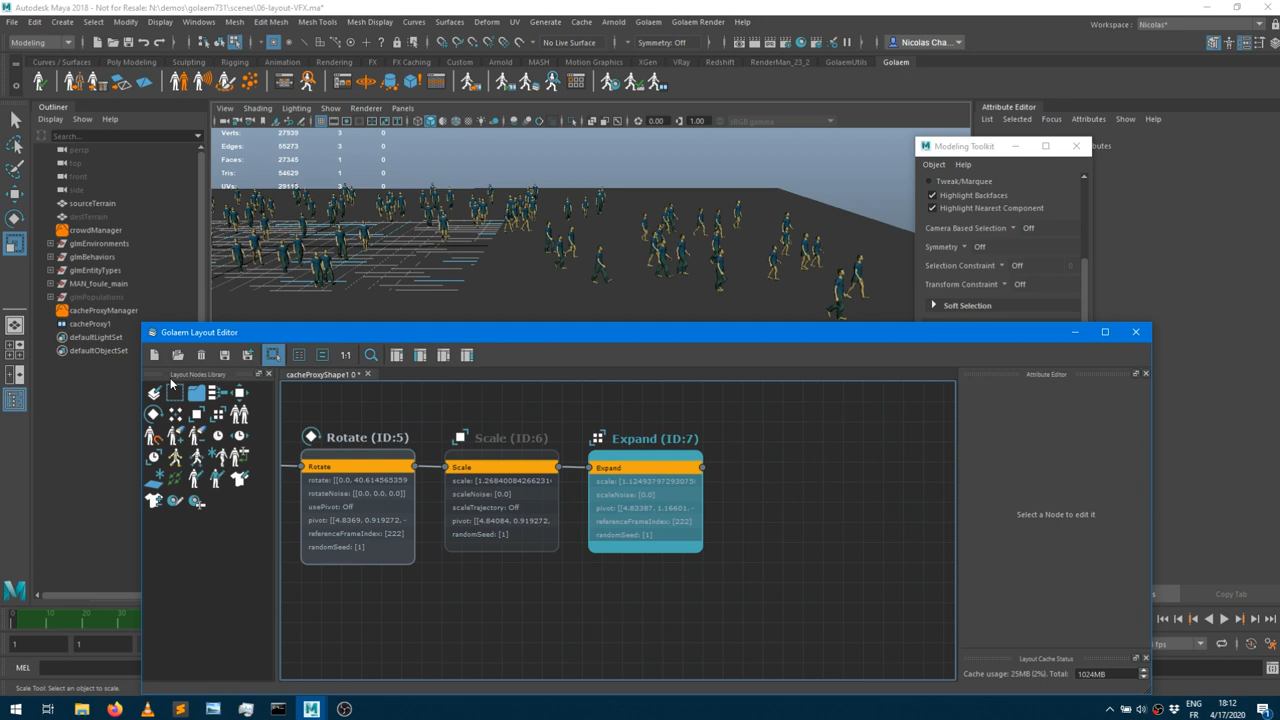 Autodesk Maya 2018 - Not for Resale: N:\demos\golaem731\scenes\06-layout-VFX.ma*
File Edit Create Select Modify Display Windows Mesh Edit Mesh Mesh Tools Mesh Display Curves Surfaces Deform UV Generate Cache Arnold Golaem Golaem Render Help
Workspace : Nicolas*
Modeling No Live Surface Symmetry: Off Nicolas Cha...
Curves / Surfaces Poly Modeling Sculpting Rigging Animation Rendering FX FX Caching Custom Arnold MASH Motion Graphics XGen VRay Redshift RenderMan_23_2 GolaemUtils Golaem
Outliner
Display Show Help
Search...
persp
top
front
side
sourceTerrain
destTerrain
crowdManager
glmEnvironments
glmBehaviors
glmEntityTypes
MAN_foule_main
glmPopulations
cacheProxyManager
cacheProxy1
defaultLightSet
defaultObjectSet
View Shading Lighting Show Renderer Panels
0.00 1.00 sRGB gamma
Verts: 27939 3 0
Edges: 55273 3 0
Faces: 27345 1 0
Tris: 54629 1 0
UVs: 29115 3 0
Attribute Editor
List Selected Focus Attributes Show Help
Modeling Toolkit
Object Help
Tweak/Marquee
Highlight Backfaces
Highlight Nearest Component
Camera Based Selection Off
Symmetry Off
Selection Constraint Off 0
Transform Constraint Off
Soft Selection
Golaem Layout Editor
1:1
Layout Nodes Library
cacheProxyShape1 0 *
Attribute Editor
Rotate (ID:5)
Rotate
rotate: [[0.0, 40.614565359
rotateNoise: [[0.0, 0.0, 0.0]]
usePivot: Off
pivot: [[4.8369, 0.919272, -
referenceFrameIndex: [222]
randomSeed: [1]
Scale (ID:6)
Scale
scale: [1.268400842662316
scaleNoise: [0.0]
scaleTrajectory: Off
pivot: [[4.84084, 0.919272,
randomSeed: [1]
Expand (ID:7)
Expand
scale: [1.124937972930758
scaleNoise: [0.0]
pivot: [[4.83387, 1.16601, -
referenceFrameIndex: [222]
randomSeed: [1]
Select a Node to edit it
Layout Cache Status
Cache usage: 25MB (2%). Total: 1024MB
Copy Tab
0 10 20 30
1 1
fps
MEL
Scale Tool. Select an object to scale.
ENG
FR
18:12
4/17/2020